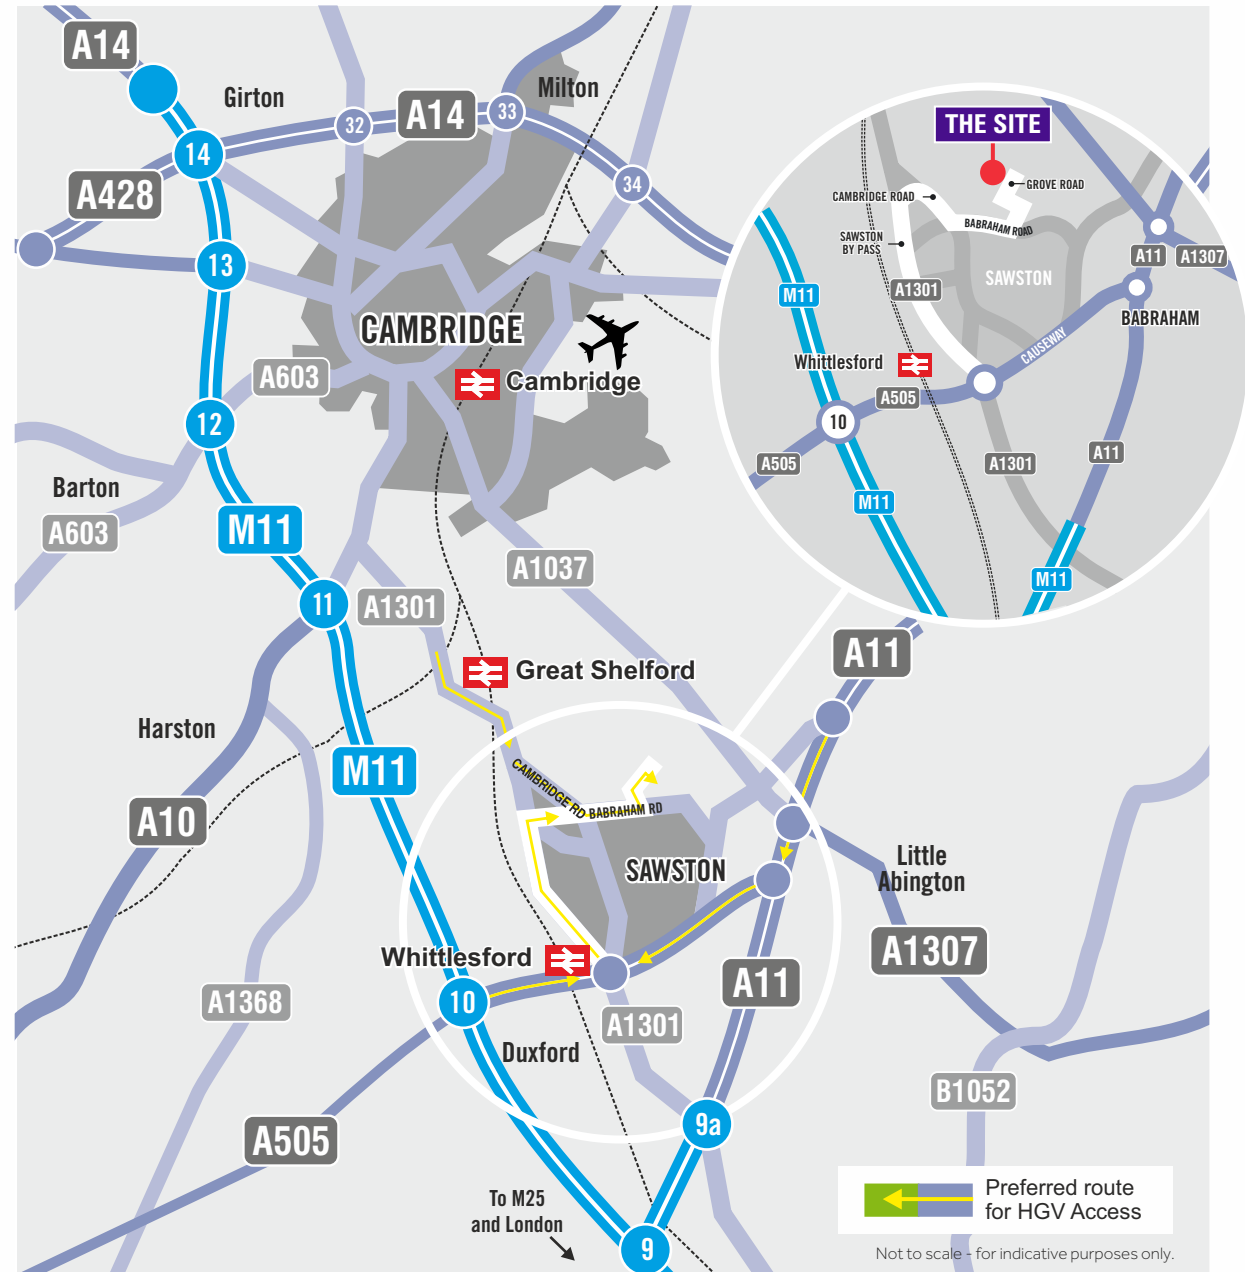 A14
Girton
Milton
32
A14
33
14
34
A428
13
CAMBRIDGE
A603
Cambridge
12
Barton
A603
M11
A1037
11
A1301
A11
Great Shelford
Harston
M11
A10
CAMBRIDGE RD
BABRAHAM RD
SAWSTON
Little
Abington
A1307
Whittlesford
A11
10
A1368
A1301
Duxford
B1052
A505
9a
To M25
and London
9
THE SITE
GROVE ROAD
CAMBRIDGE ROAD
BABRAHAM ROAD
SAWSTON
BY PASS
A11
A1307
SAWSTON
A1301
M11
BABRAHAM
CAUSEWAY
Whittlesford
A505
10
A505
A1301
A11
M11
M11
Preferred route
for HGV Access
Not to scale - for indicative purposes only.